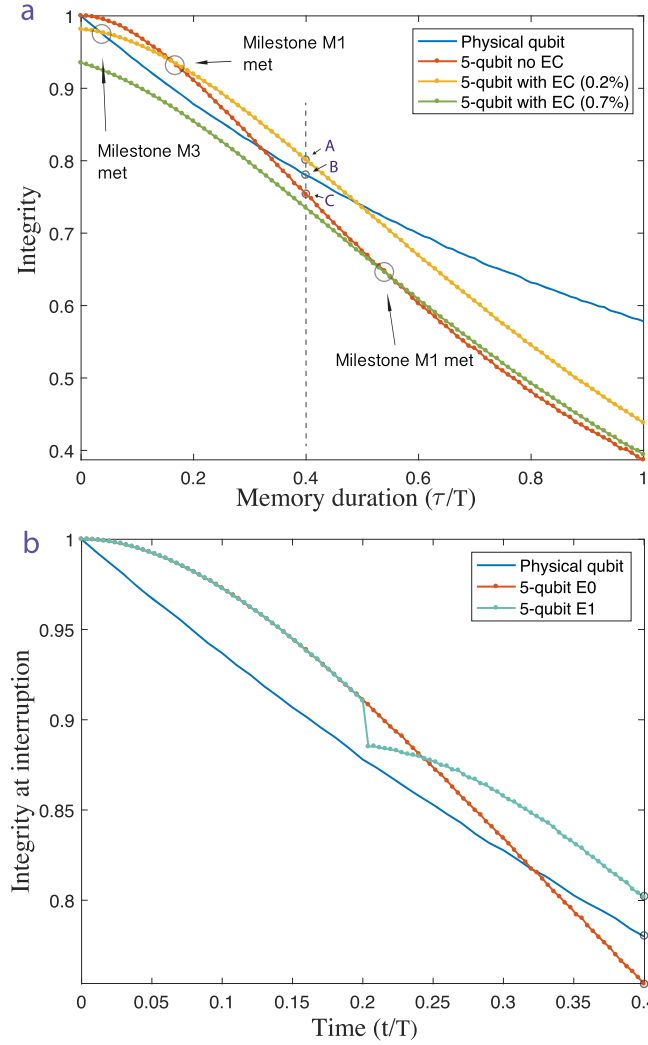 a
1
0.9
0.8
0.7
0.6
0.5
0.4
Integrity
Milestone M1
met
Milestone M3
met
Physical qubit
5-qubit no EC
5-qubit with EC (0.2%)
5-qubit with EC (0.7%)
A
B
C
Milestone M1 met
0
0.2
0.4
0.6
0.8
1
Memory duration (τ/T)
b
1
0.95
0.9
0.85
0.8
Integrity at interruption
Physical qubit
5-qubit E0
5-qubit E1
0
0.05
0.1
0.15
0.2
0.25
0.3
0.35
0.4
Time (t/T)